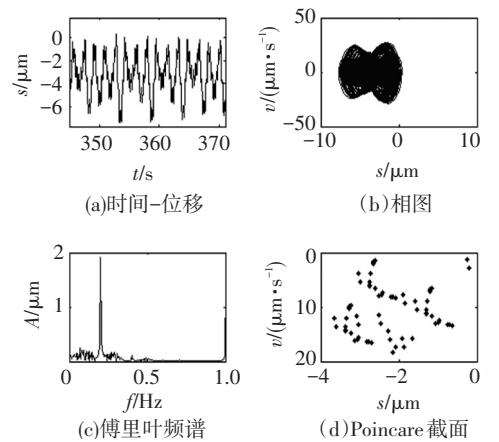 0
−2
−4
−6
s/μm
350
360
370
t/s
(a)时间-位移
50
0
−50
v/(μm·s⁻¹)
−10
0
10
s/μm
(b)相图
2
1
0
A/μm
0.5
1
f/Hz
(c)傅里叶频谱
0
10
20
v/(μm·s⁻¹)
−4
−2
0
s/μm
(d)Poincare截面